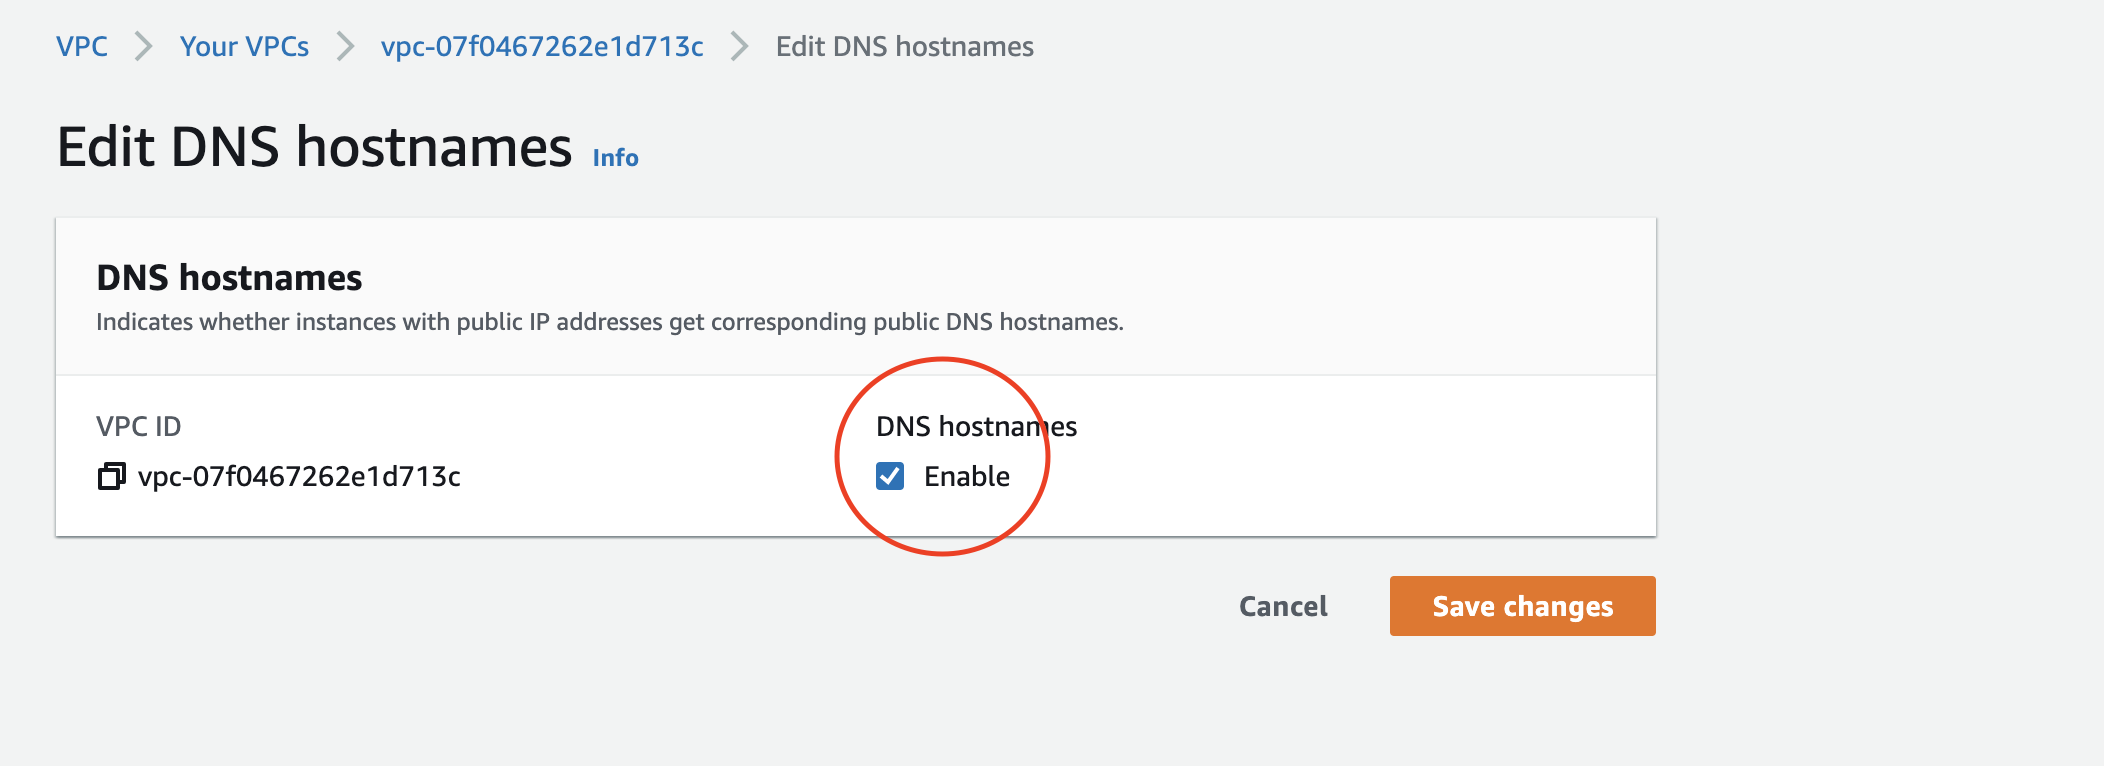 VPC Your VPCs vpc-07f0467262e1d713c Edit DNS hostnames
Edit DNS hostnames Info
DNS hostnames
Indicates whether instances with public IP addresses get corresponding public DNS hostnames.
VPC ID
vpc-07f0467262e1d713c
DNS hostnames
Enable
Cancel
Save changes